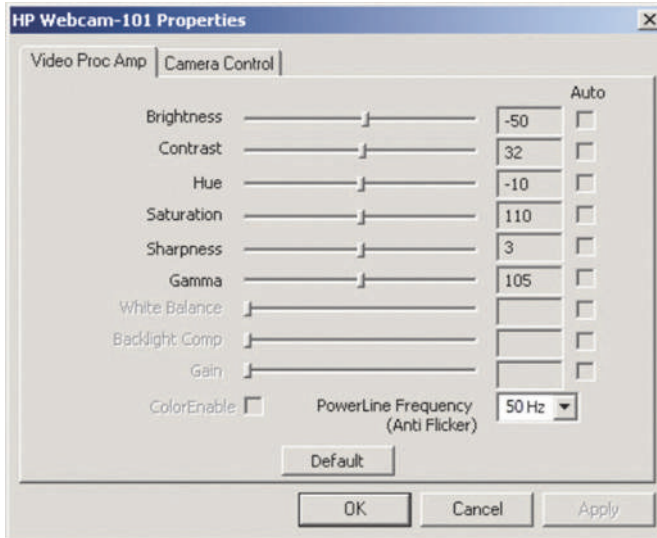 HP Webcam-101 Properties
Video Proc Amp
Camera Control
Auto
Brightness
-50
Contrast
32
Hue
-10
Saturation
110
Sharpness
3
Gamma
105
White Balance
Backlight Comp
Gain
ColorEnable
PowerLine Frequency
(Anti Flicker)
50 Hz
Default
OK
Cancel
Apply